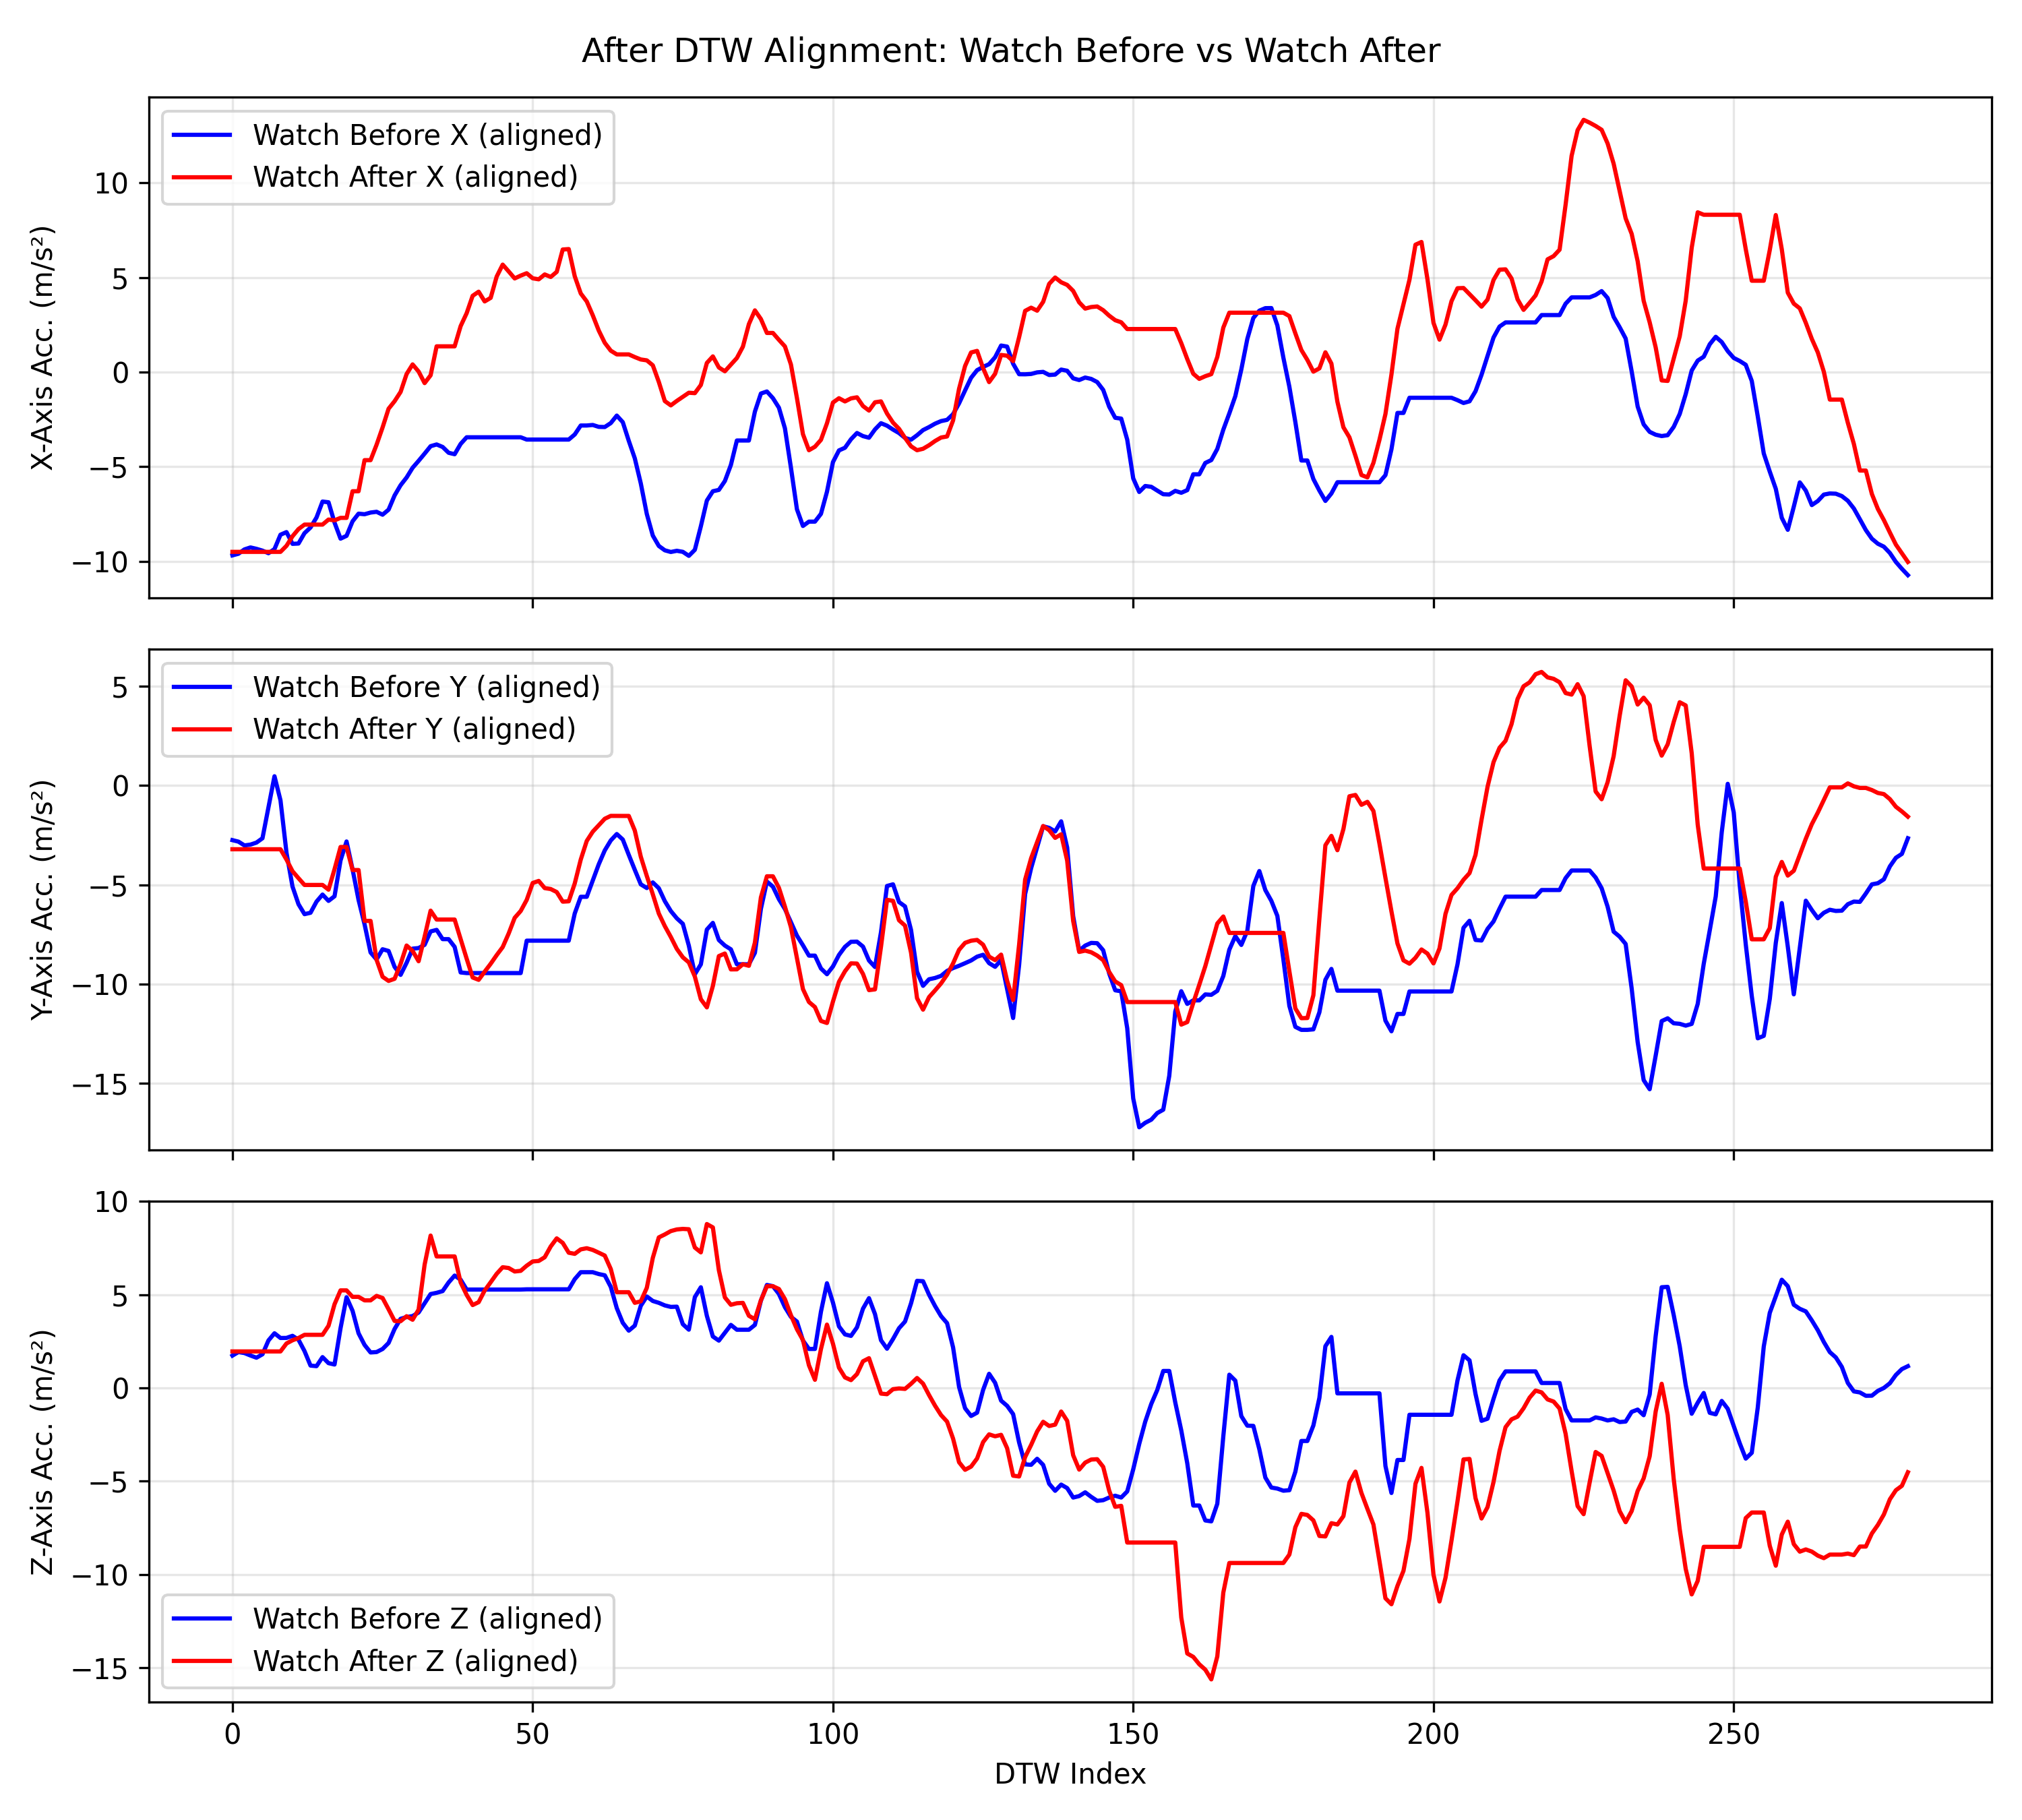 After DTW Alignment: Watch Before vs Watch After
Watch Before X (aligned)
Watch After X (aligned)
X-Axis Acc. (m/s²)
10
5
0
−5
−10
Watch Before Y (aligned)
Watch After Y (aligned)
Y-Axis Acc. (m/s²)
5
0
−5
−10
−15
Z-Axis Acc. (m/s²)
10
5
0
−5
−10
−15
Watch Before Z (aligned)
Watch After Z (aligned)
0 50 100 150 200 250
DTW Index